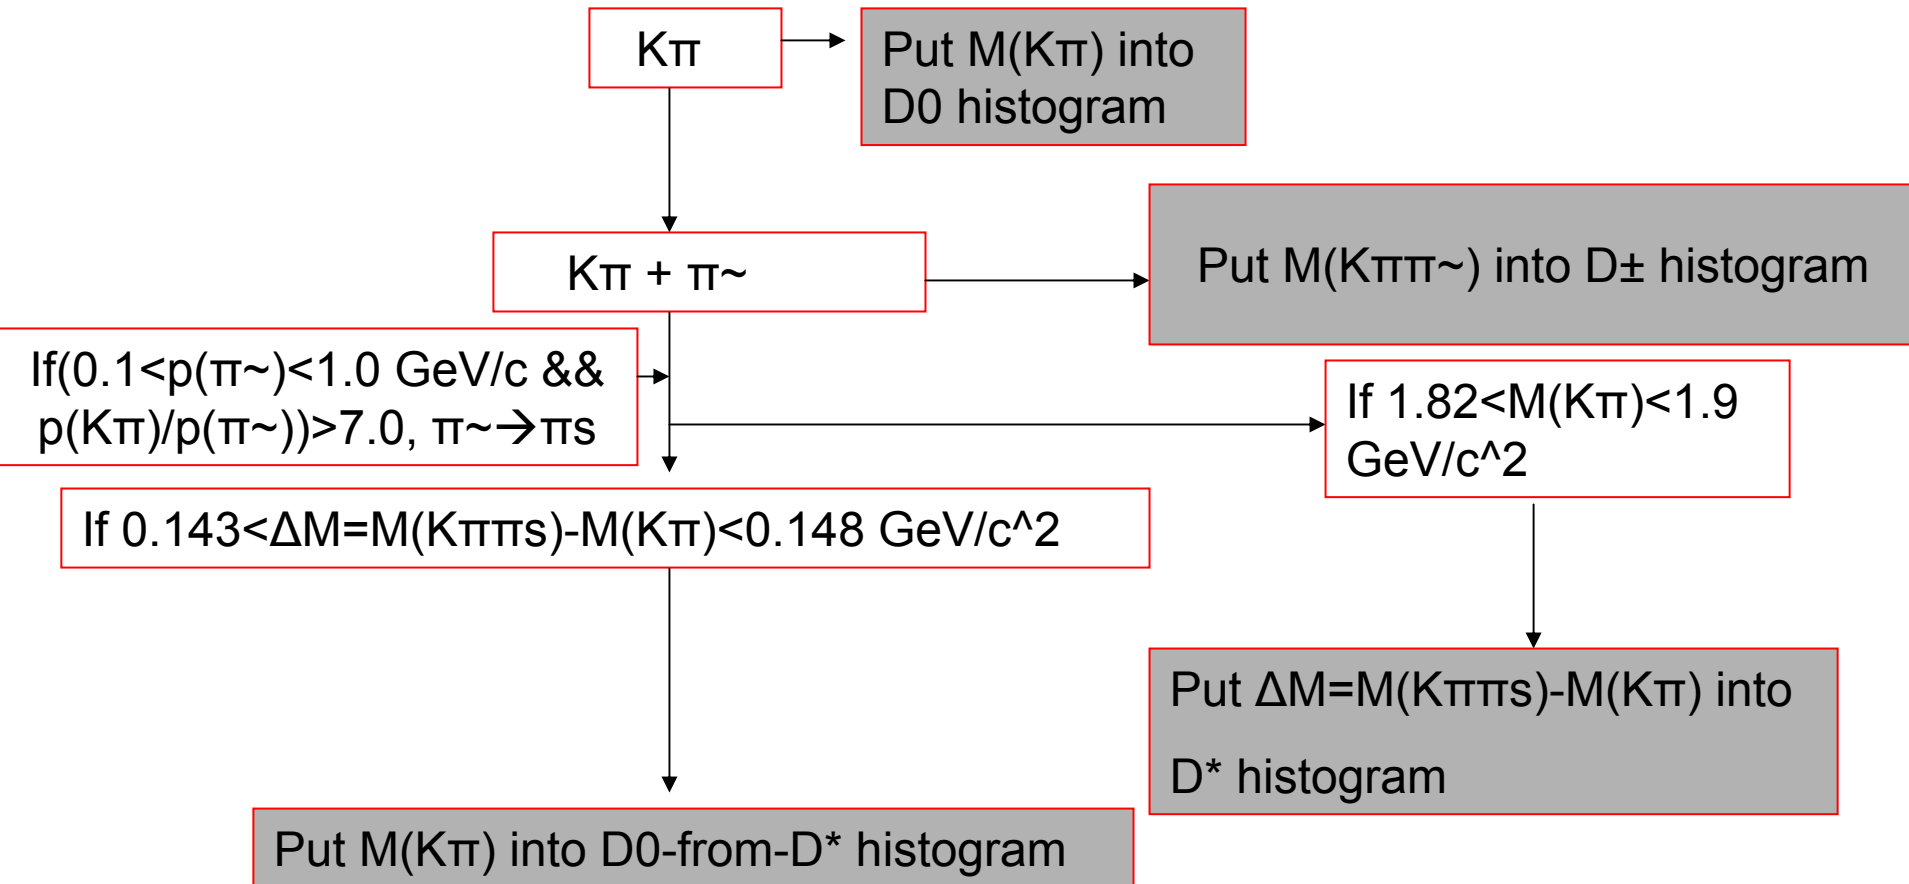 Kπ
Put M(Kπ) into
D0 histogram
Kπ + π~
Put M(Kππ~) into D± histogram
If(0.1<p(π~)<1.0 GeV/c &&
p(Kπ)/p(π~))>7.0, π~→πs
If 1.82<M(Kπ)<1.9
GeV/c^2
If 0.143<ΔM=M(Kππs)-M(Kπ)<0.148 GeV/c^2
Put ΔM=M(Kππs)-M(Kπ) into
D* histogram
Put M(Kπ) into D0-from-D* histogram